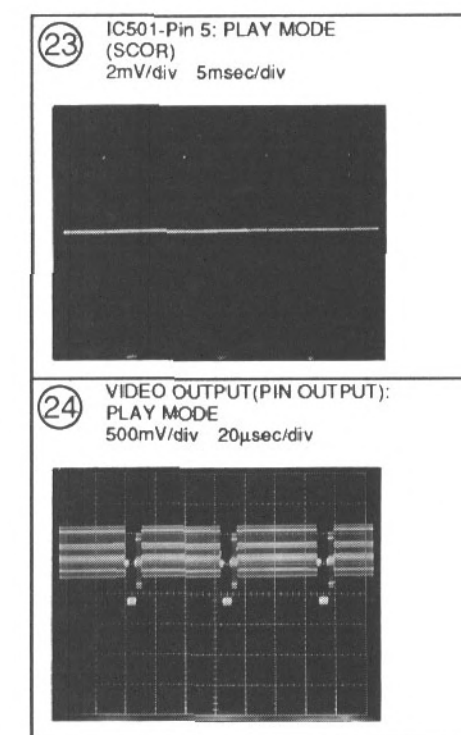 23 IC501-Pin 5: PLAY MODE
(SCOR)
2mV/div 5msec/div
24 VIDEO OUTPUT(PIN OUTPUT):
PLAY MODE
500mV/div 20µsec/div